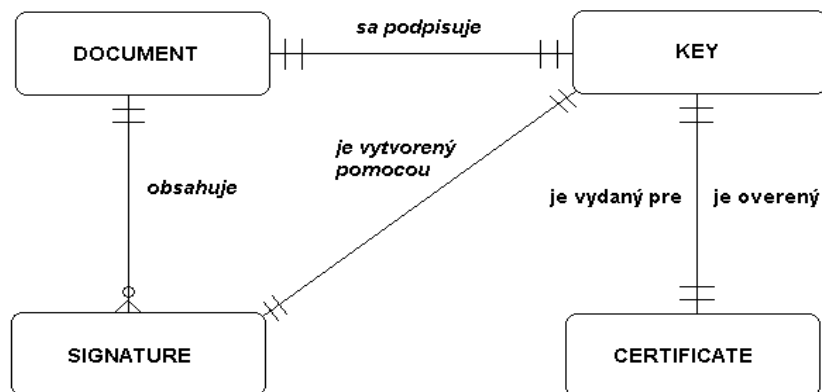 sa podpisuje
DOCUMENT
KEY
je vytvorený
pomocou
obsahuje
je vydaný pre
je overený
SIGNATURE
CERTIFICATE